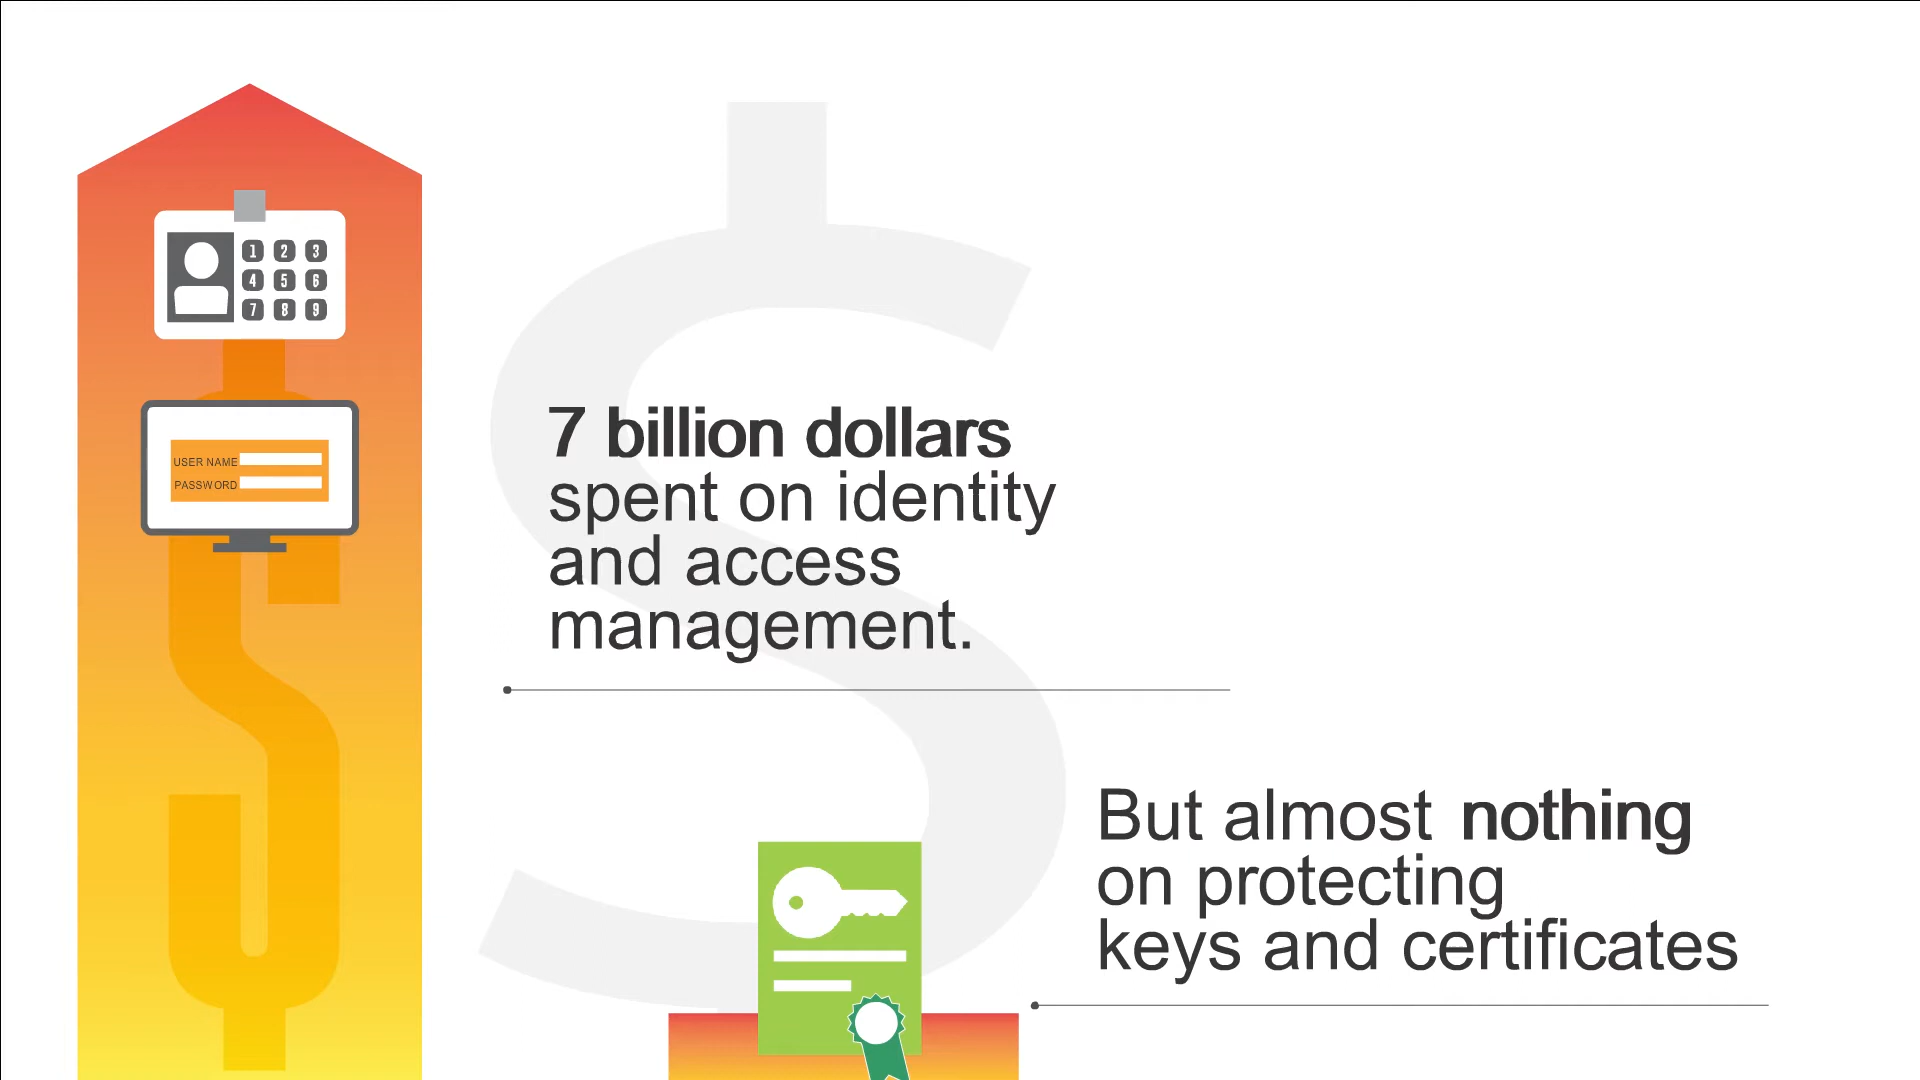 1 2 3
4 5 6
7 8 9
USER NAME
PASSWORD
7 billion dollars
spent on identity
and access
management.
But almost nothing
on protecting
keys and certificates